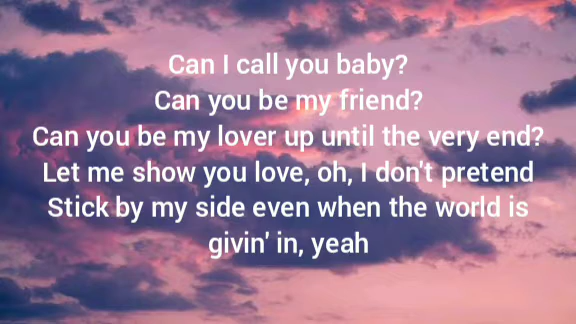 Can I call you baby?
Can you be my friend?
Can you be my lover up until the very end?
Let me show you love, oh, I don't pretend
Stick by my side even when the world is
givin' in, yeah